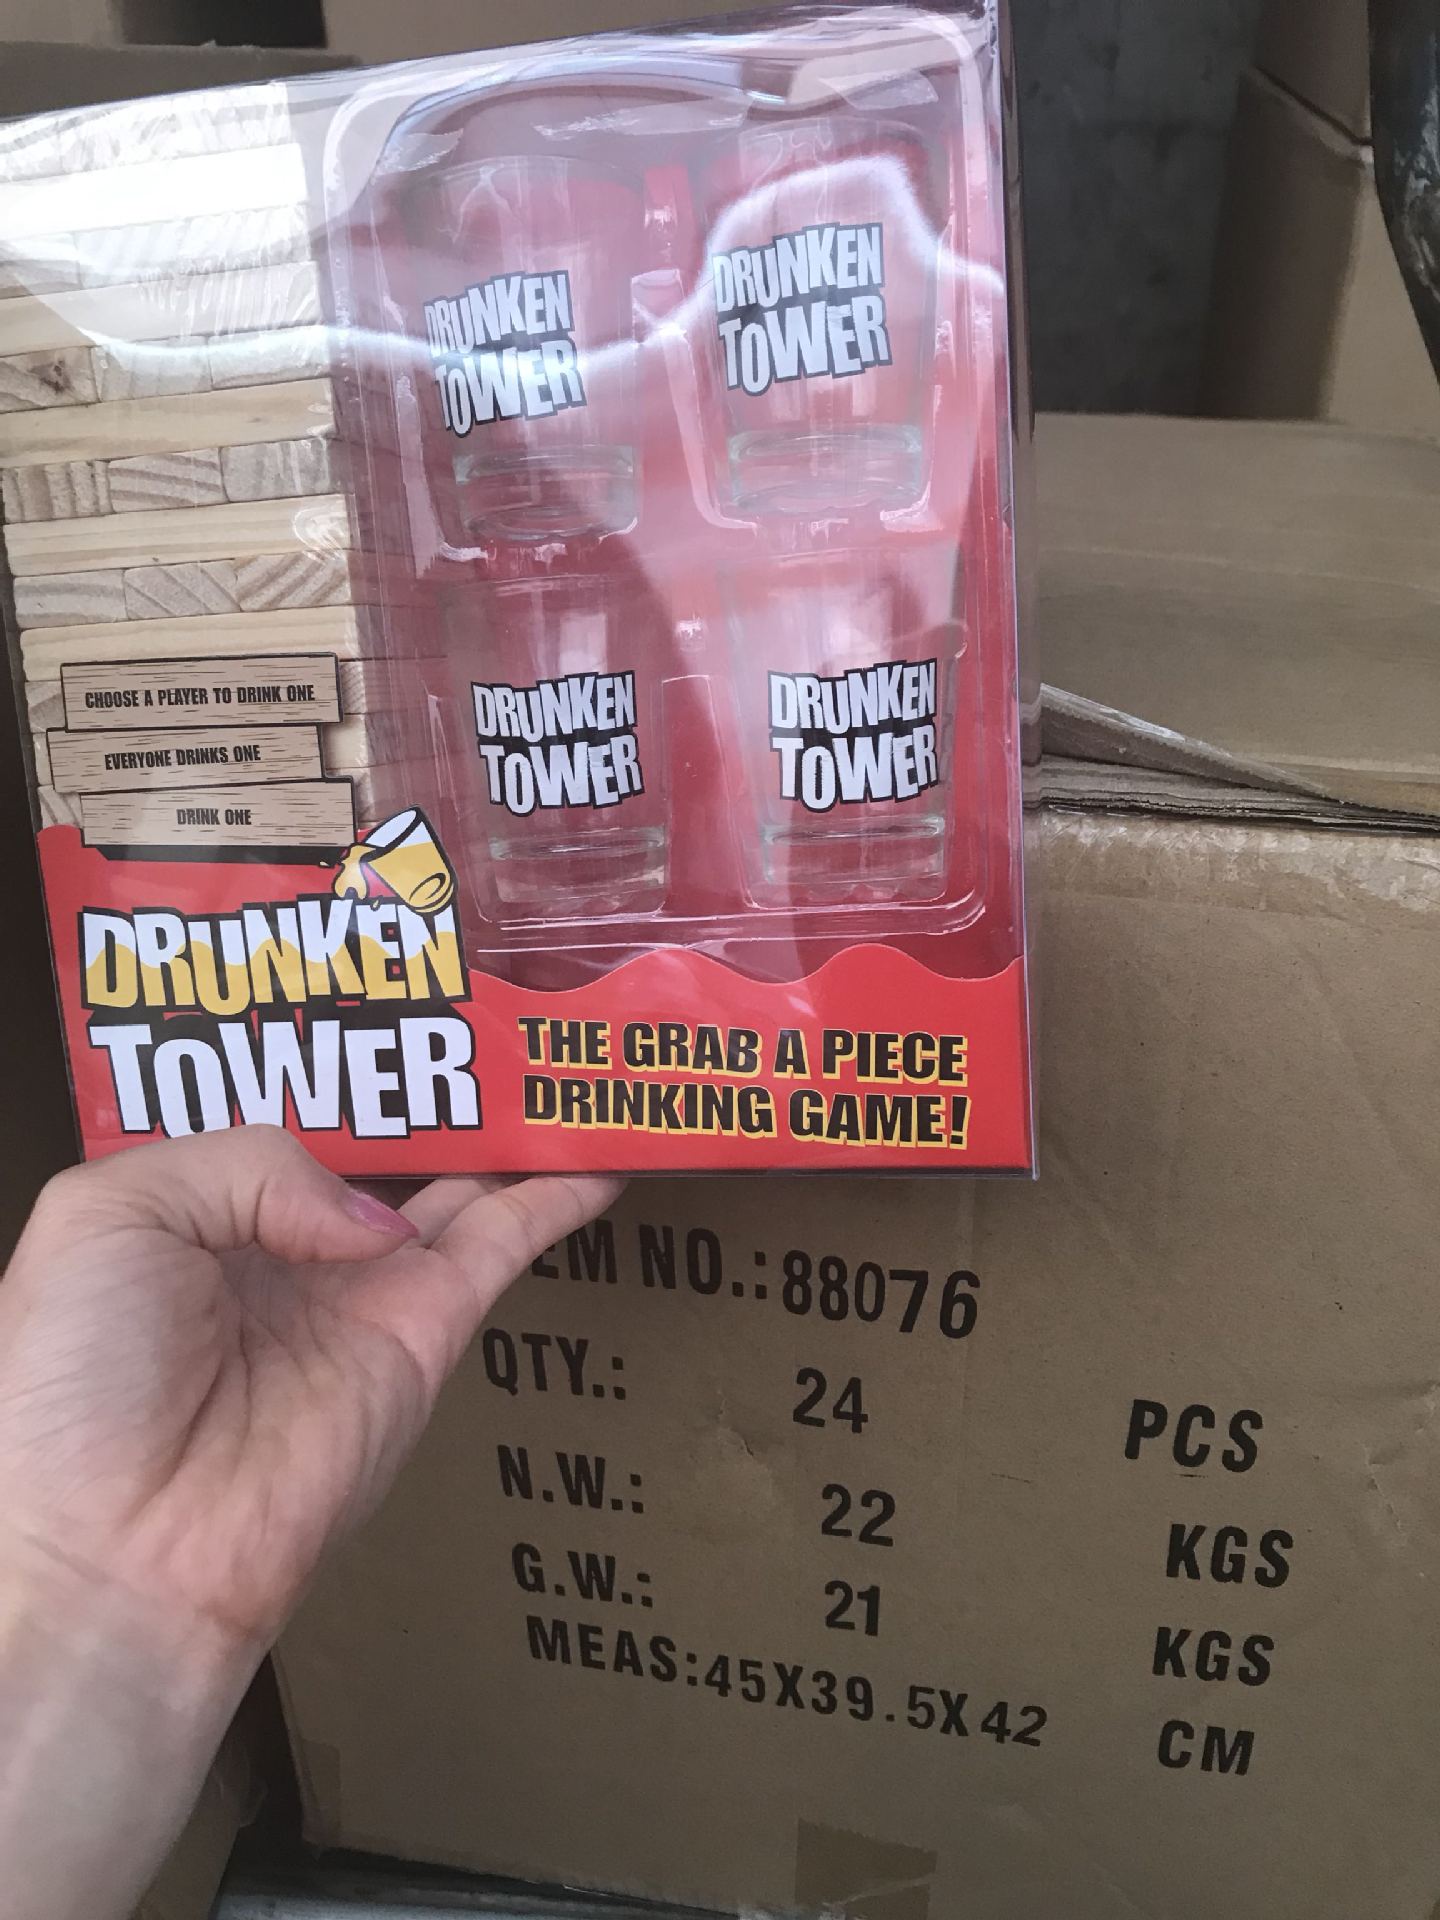 DRUNKEN
TOWER
DRUNKEN
TOWER
DRUNKEN
TOWER
DRUNKEN
TOWER
CHOOSE A PLAYER TO DRINK ONE
EVERYONE DRINKS ONE
DRINK ONE
DRUNKEN
TOWER
THE GRAB A PIECE
DRINKING GAME!
EM NO.:88076
QTY.: 24 PCS
N.W.: 22 KGS
G.W.: 21 KGS
MEAS:45X39.5X42 CM